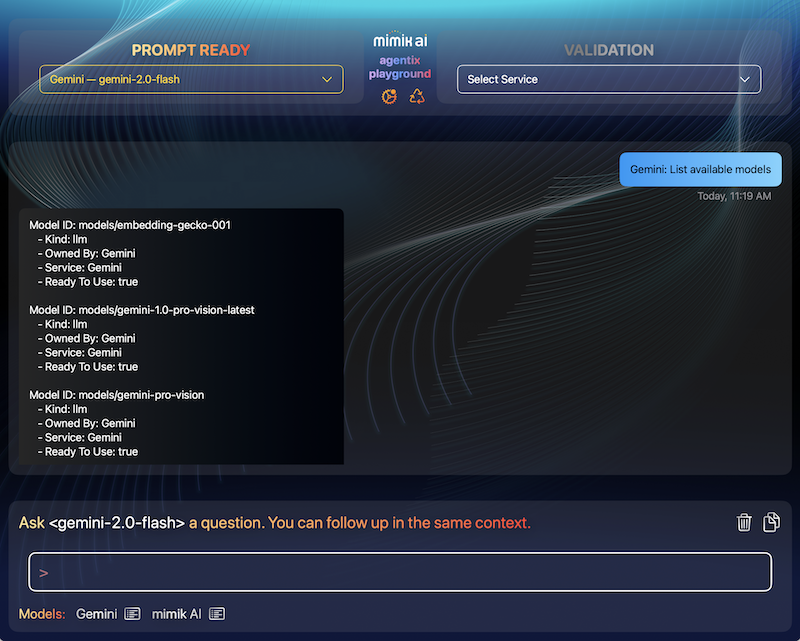 PROMPT READY
Gemini — gemini-2.0-flash
mimik ai
agentix
playground
VALIDATION
Select Service
Gemini: List available models
Today, 11:19 AM
Model ID: models/embedding-gecko-001
- Kind: llm
- Owned By: Gemini
- Service: Gemini
- Ready To Use: true
Model ID: models/gemini-1.0-pro-vision-latest
- Kind: llm
- Owned By: Gemini
- Service: Gemini
- Ready To Use: true
Model ID: models/gemini-pro-vision
- Kind: llm
- Owned By: Gemini
- Service: Gemini
- Ready To Use: true
Ask <gemini-2.0-flash> a question. You can follow up in the same context.
>
Models: Gemini mimik AI